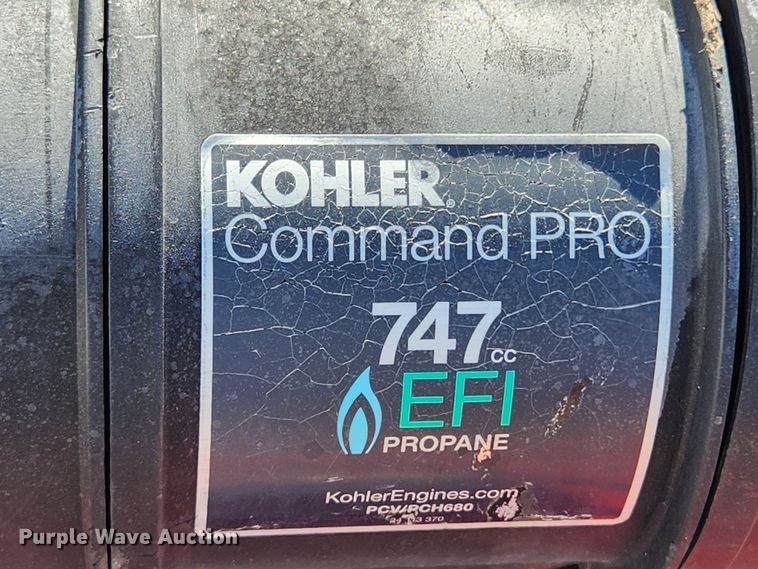 KOHLER®
Command PRO
747cc
EFI
PROPANE
KohlerEngines.com
PCV/PCH680
Purple Wave Auction®